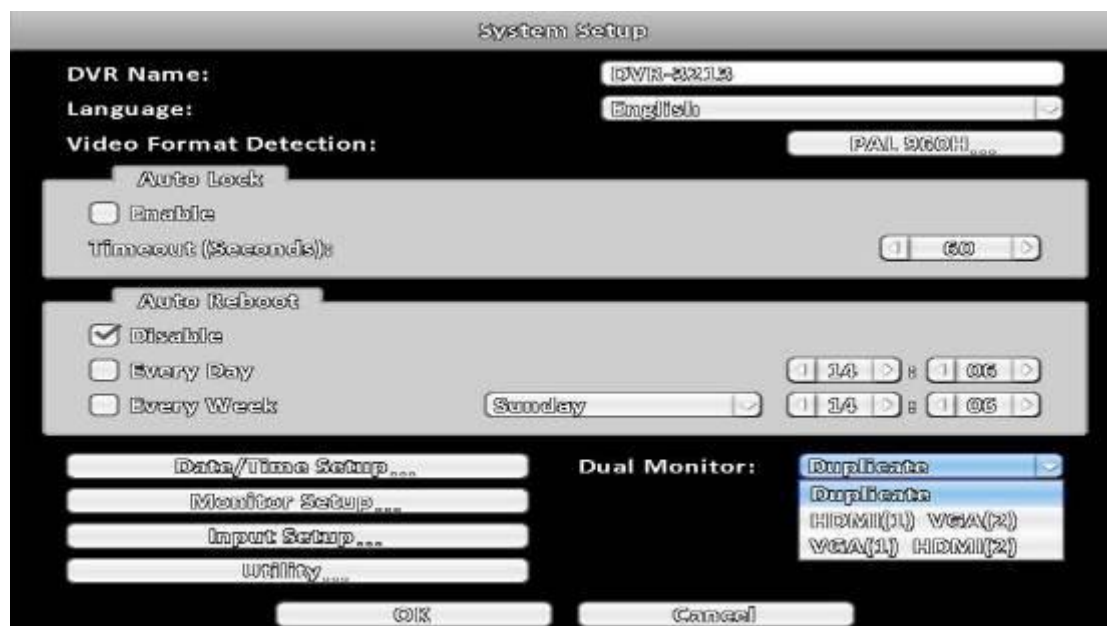 System Setup
DVR Name: DVR-3213
Language: English
Video Format Detection: PAL 960H...
Auto Lock
Enable
Timeout (Seconds): 60
Auto Reboot
Disable
Every Day 14 : 06
Every Week Sunday 14 : 06
Date/Time Setup... Dual Monitor: Duplicate
Duplicate
Monitor Setup...
HDMI(1) VGA(2)
Input Setup...
VGA(1) HDMI(2)
Utility...
OK Cancel